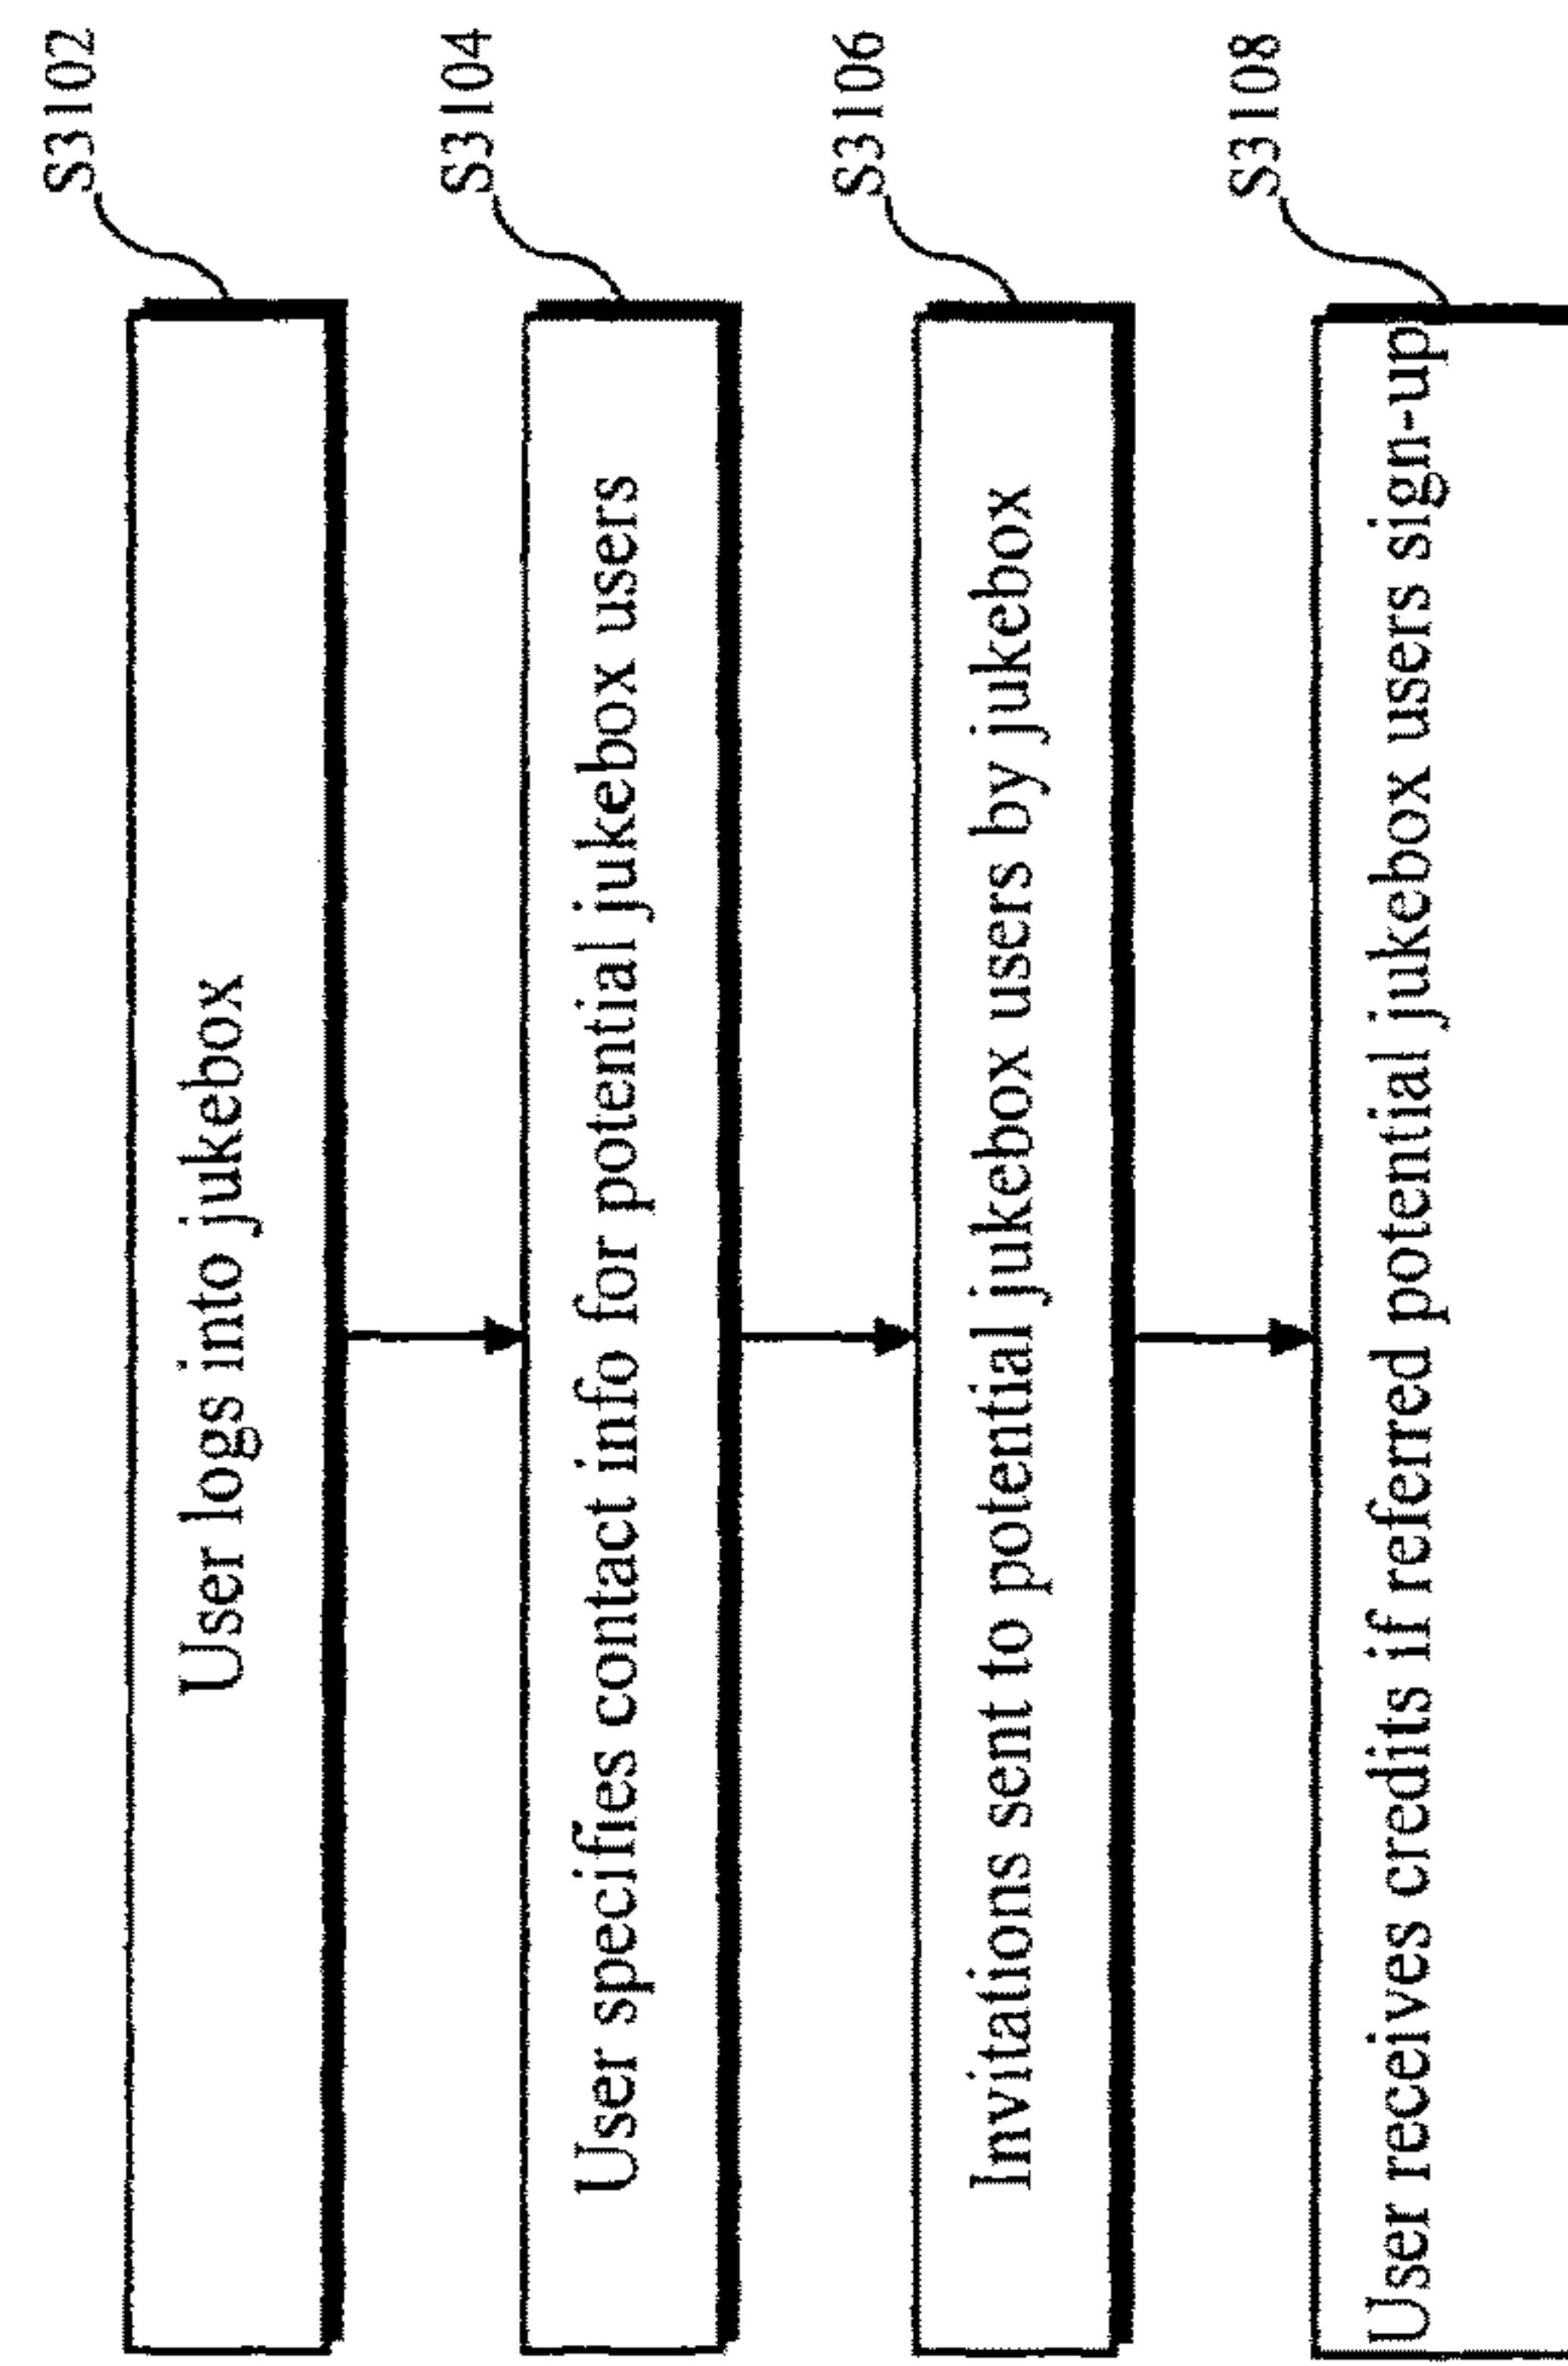 User logs into jukebox
S3102
User specifies contact info for potential jukebox users
S3104
Invitations sent to potential jukebox users by jukebox
S3106
User receives credits if referred potential jukebox users sign-up
S3108